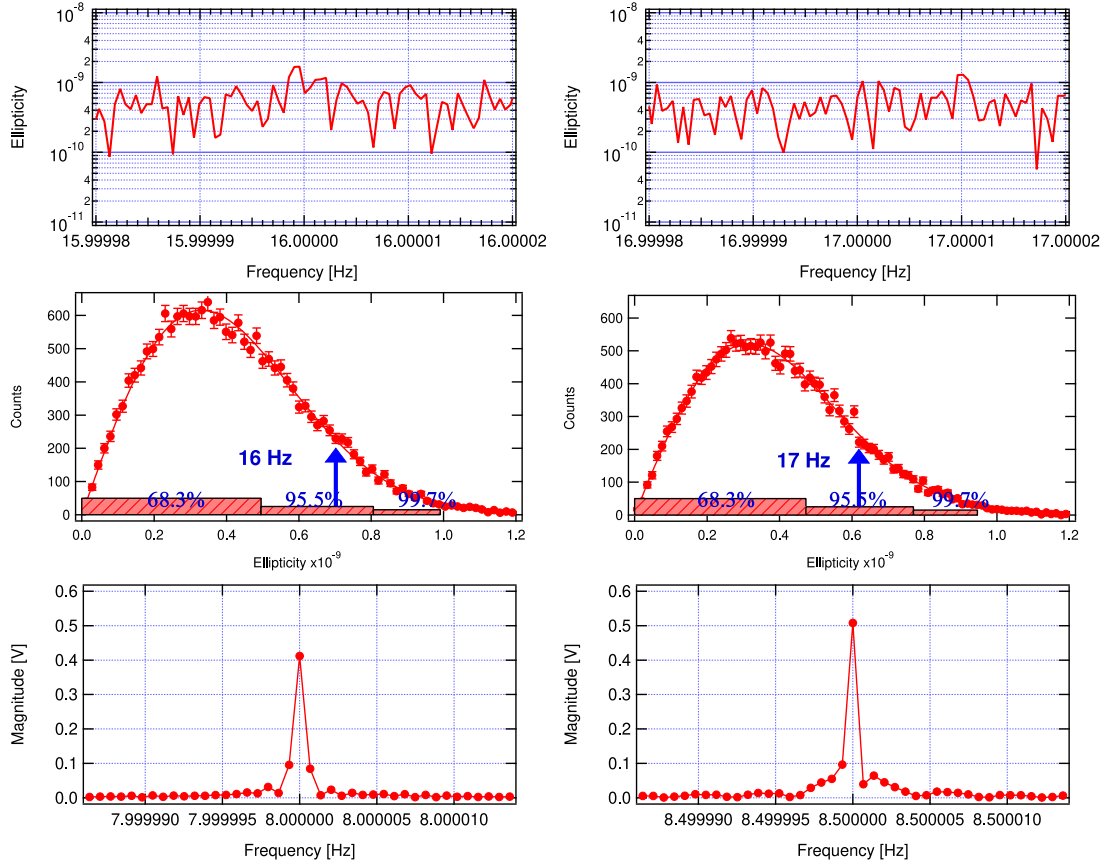 10^-8
4
2
10^-9
4
2
10^-10
4
2
10^-11
Ellipticity
15.99998 15.99999 16.00000 16.00001 16.00002
Frequency [Hz]
10^-8
4
2
10^-9
4
2
10^-10
4
2
10^-11
Ellipticity
16.99998 16.99999 17.00000 17.00001 17.00002
Frequency [Hz]
600
500
400
300
200
100
0
Counts
16 Hz
68.3% 95.5% 99.7%
0.0 0.2 0.4 0.6 0.8 1.0 1.2
Ellipticity x10^-9
600
500
400
300
200
100
0
Counts
17 Hz
68.3% 95.5% 99.7%
0.0 0.2 0.4 0.6 0.8 1.0 1.2
Ellipticity x10^-9
0.6
0.5
0.4
0.3
0.2
0.1
0.0
Magnitude [V]
7.999990 7.999995 8.000000 8.000005 8.000010
Frequency [Hz]
0.6
0.5
0.4
0.3
0.2
0.1
0.0
Magnitude [V]
8.499990 8.499995 8.500000 8.500005 8.500010
Frequency [Hz]